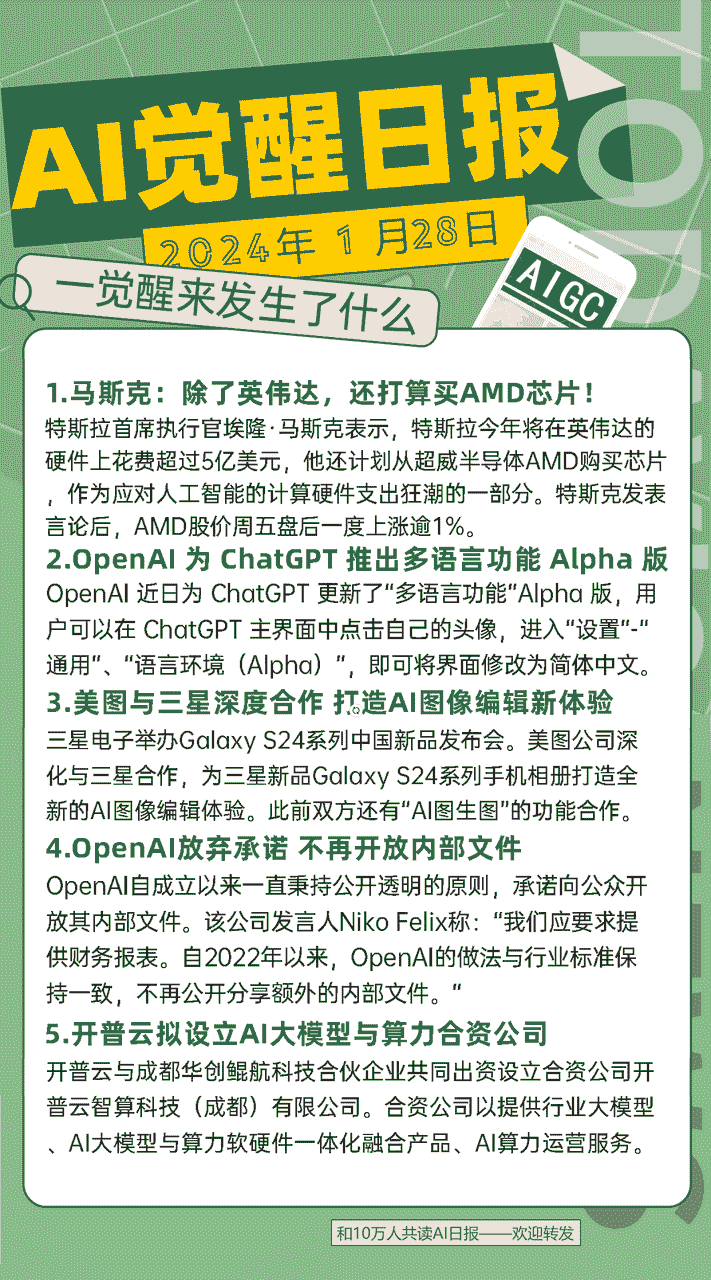 AI觉醒日报
2024年1月28日
一觉醒来发生了什么
AIGC
1.马斯克：除了英伟达，还打算买AMD芯片！
特斯拉首席执行官埃隆·马斯克表示，特斯拉今年将在英伟达的
硬件上花费超过5亿美元，他还计划从超威半导体AMD购买芯片
，作为应对人工智能的计算硬件支出狂潮的一部分。特斯克发表
言论后，AMD股价周五盘后一度上涨逾1%。
2.OpenAI 为 ChatGPT 推出多语言功能 Alpha 版
OpenAI 近日为 ChatGPT 更新了“多语言功能”Alpha 版，用
户可以在 ChatGPT 主界面中点击自己的头像，进入“设置”-“
通用”、“语言环境（Alpha）”，即可将界面修改为简体中文。
3.美图与三星深度合作 打造AI图像编辑新体验
三星电子举办Galaxy S24系列中国新品发布会。美图公司深
化与三星合作，为三星新品Galaxy S24系列手机相册打造全
新的AI图像编辑体验。此前双方还有“AI图生图”的功能合作。
4.OpenAI放弃承诺 不再开放内部文件
OpenAI自成立以来一直秉持公开透明的原则，承诺向公众开
放其内部文件。该公司发言人Niko Felix称：“我们应要求提
供财务报表。自2022年以来，OpenAI的做法与行业标准保
持一致，不再公开分享额外的内部文件。”
5.开普云拟设立AI大模型与算力合资公司
开普云与成都华创鲲航科技合伙企业共同出资设立合资公司开
普云智算科技（成都）有限公司。合资公司以提供行业大模型
、AI大模型与算力软硬件一体化融合产品、AI算力运营服务。
和10万人共读AI日报——欢迎转发